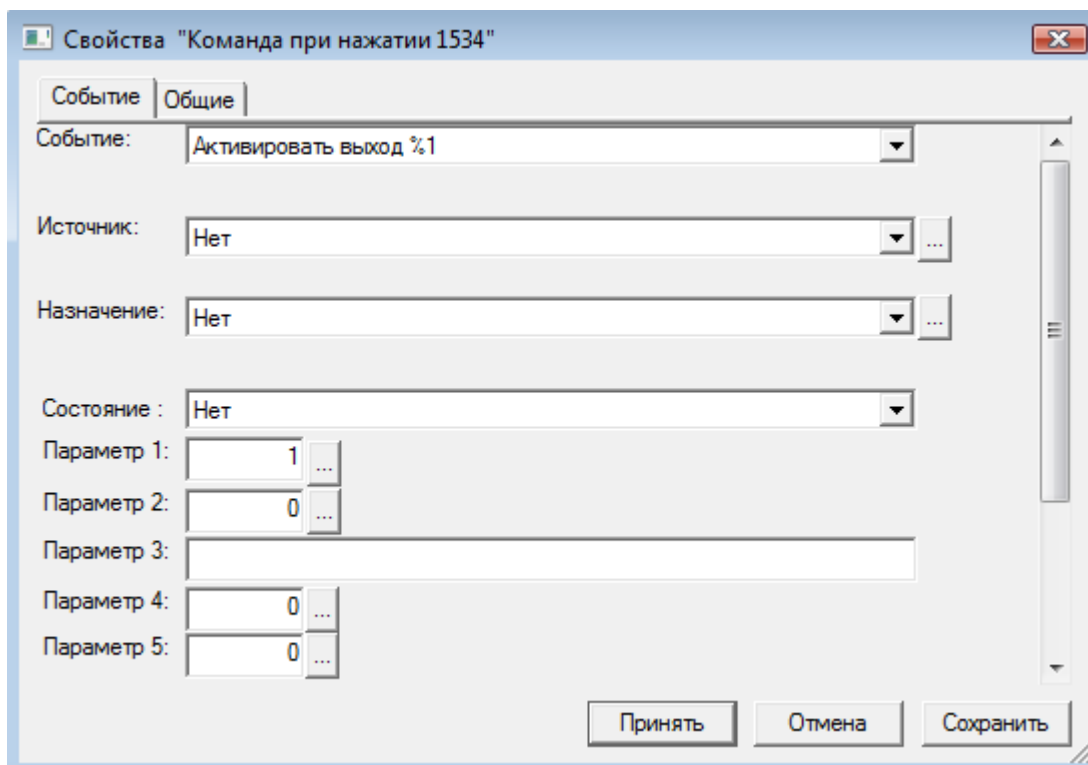 Свойства "Команда при нажатии 1534"
Событие Общие
Событие: Активировать выход %1
Источник: Нет ...
Назначение: Нет ...
Состояние : Нет
Параметр 1: 1 ...
Параметр 2: 0 ...
Параметр 3:
Параметр 4: 0 ...
Параметр 5: 0 ...
Принять Отмена Сохранить